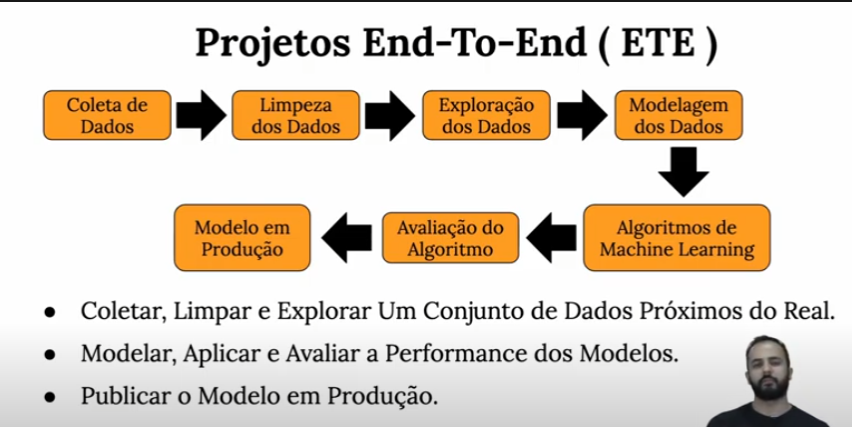 Projetos End-To-End ( ETE )
Coleta de
Dados
Limpeza
dos Dados
Exploração
dos Dados
Modelagem
dos Dados
Algoritmos de
Machine Learning
Avaliação do
Algoritmo
Modelo em
Produção
● Coletar, Limpar e Explorar Um Conjunto de Dados Próximos do Real.
● Modelar, Aplicar e Avaliar a Performance dos Modelos.
● Publicar o Modelo em Produção.